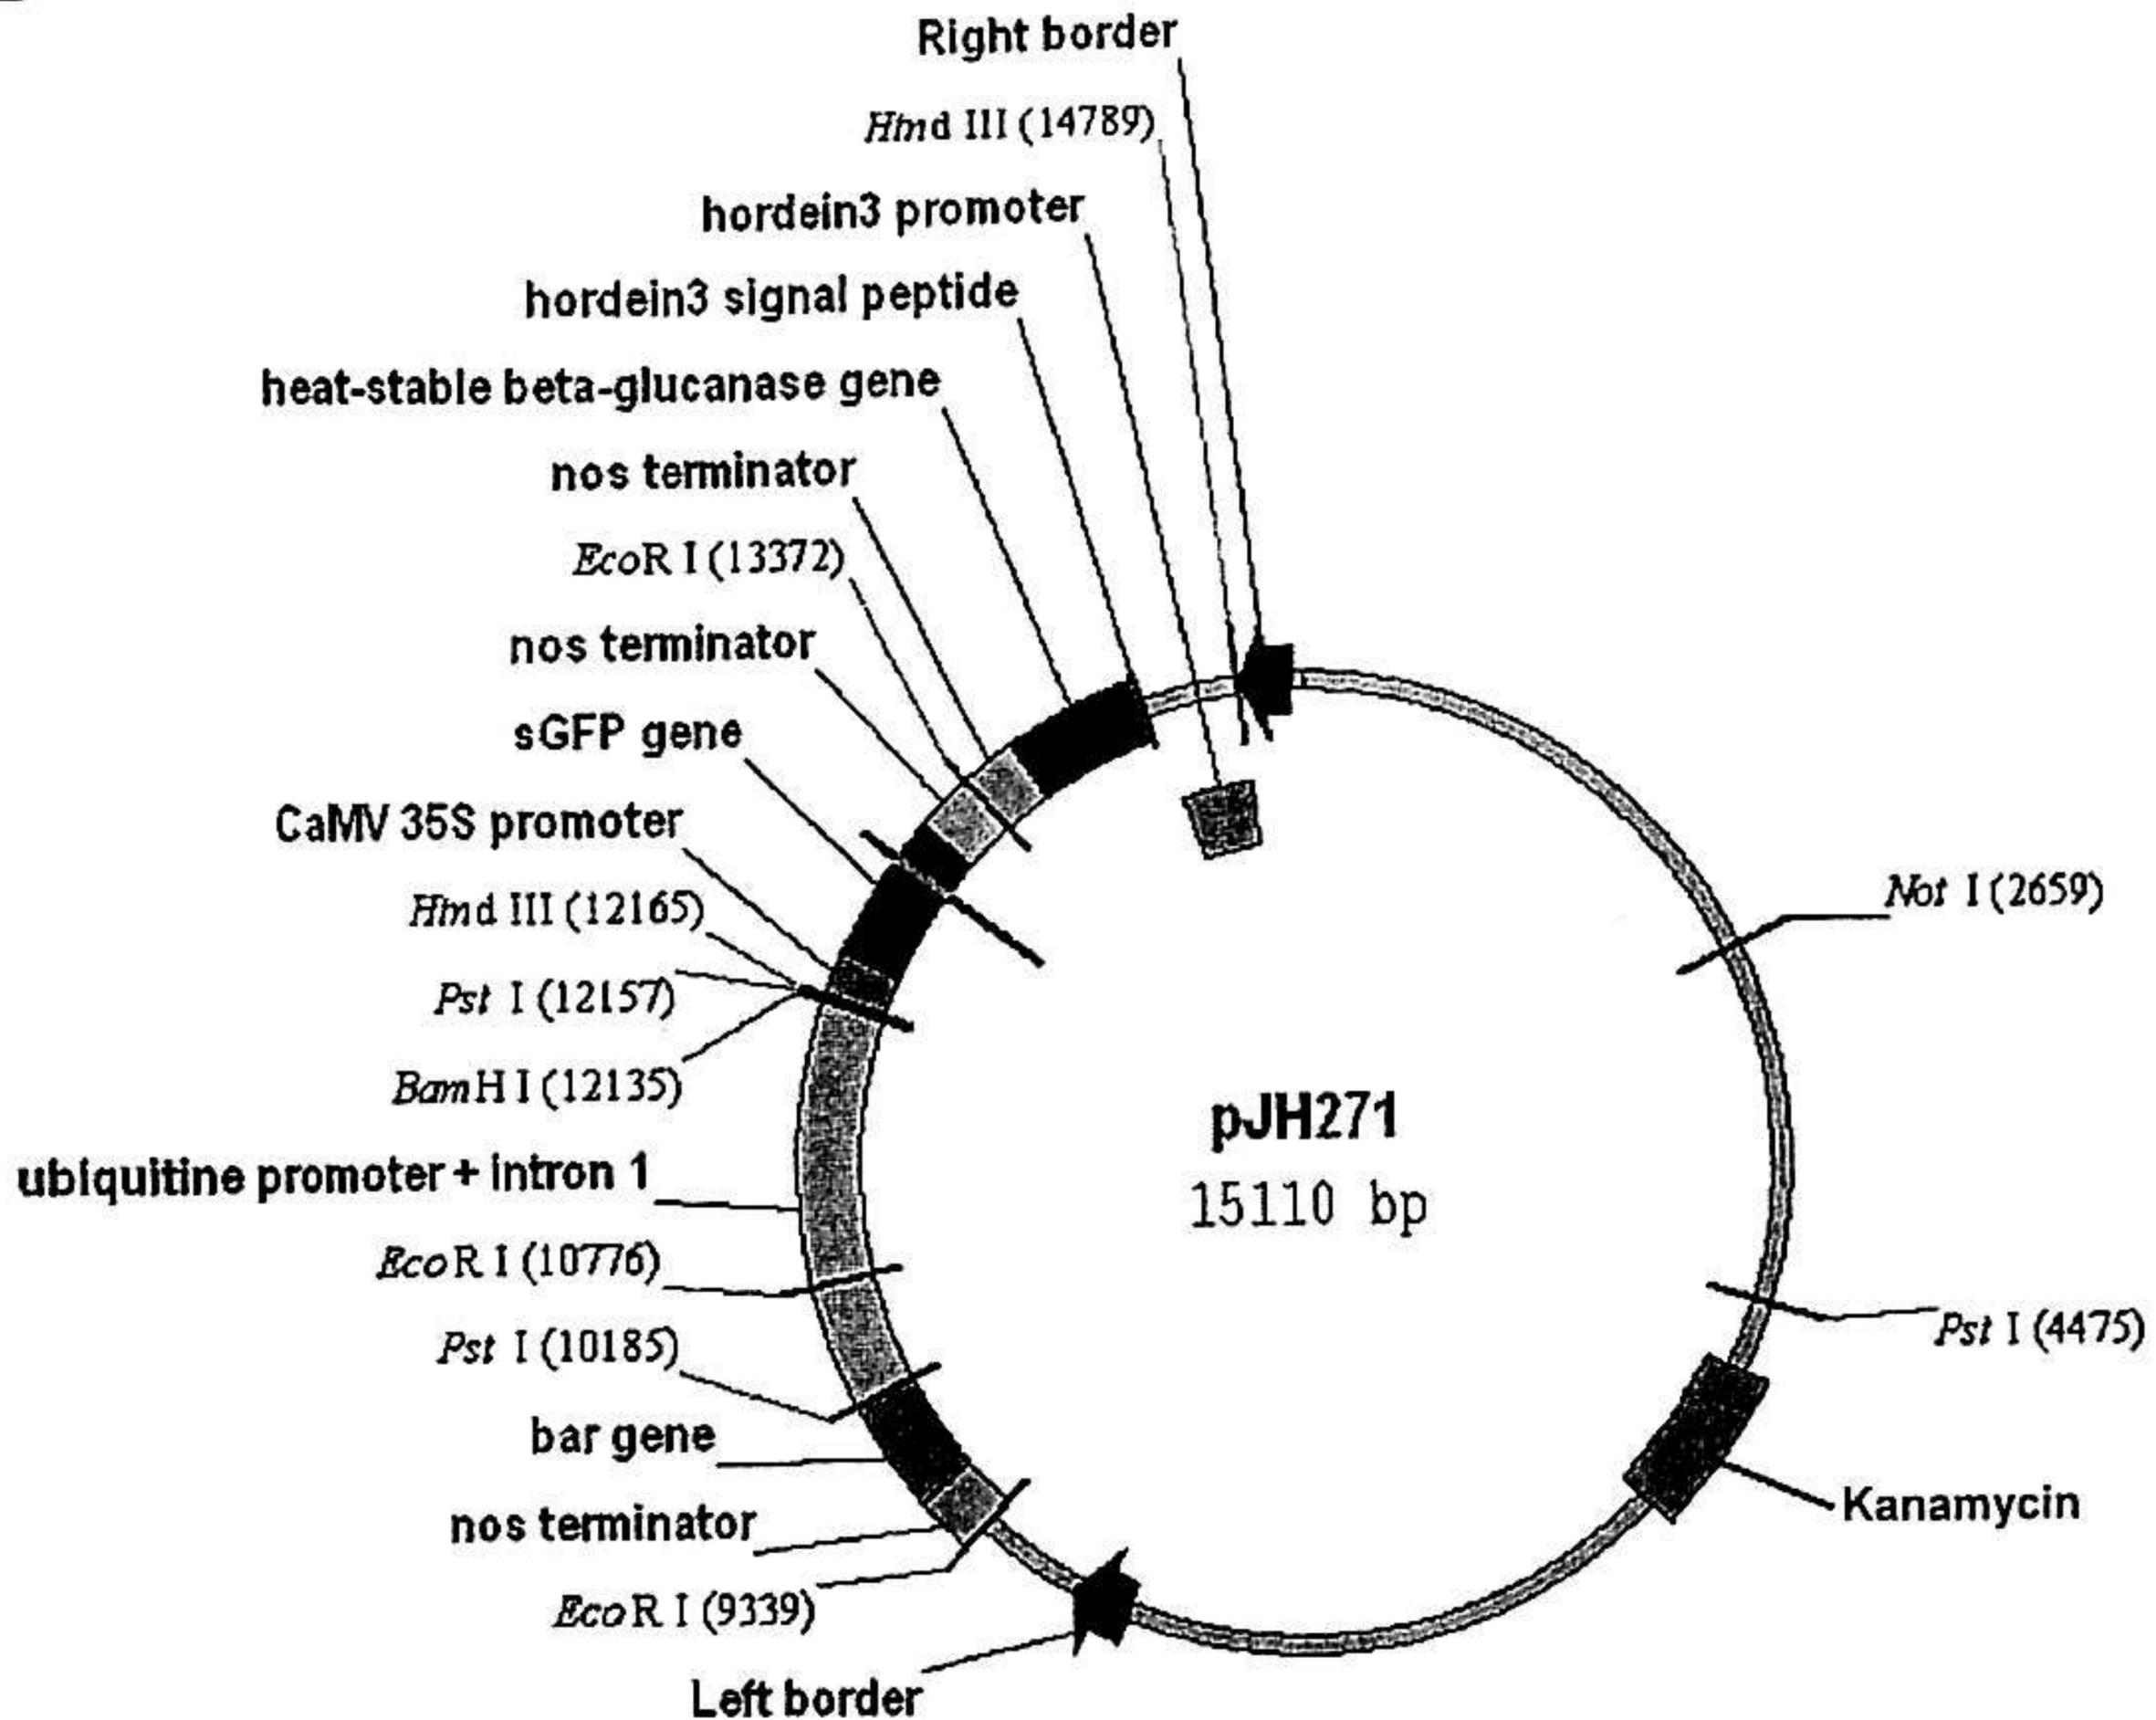 Right border
Hind III (14789)
hordein3 promoter
hordein3 signal peptide
heat-stable beta-glucanase gene
nos terminator
EcoR I (13372)
nos terminator
sGFP gene
CaMV 35S promoter
Hind III (12165)
Pst I (12157)
BamH I (12135)
ubiquitine promoter + intron 1
EcoR I (10776)
Pst I (10185)
bar gene
nos terminator
EcoR I (9339)
Left border
Not I (2659)
Pst I (4475)
Kanamycin
pJH271
15110 bp